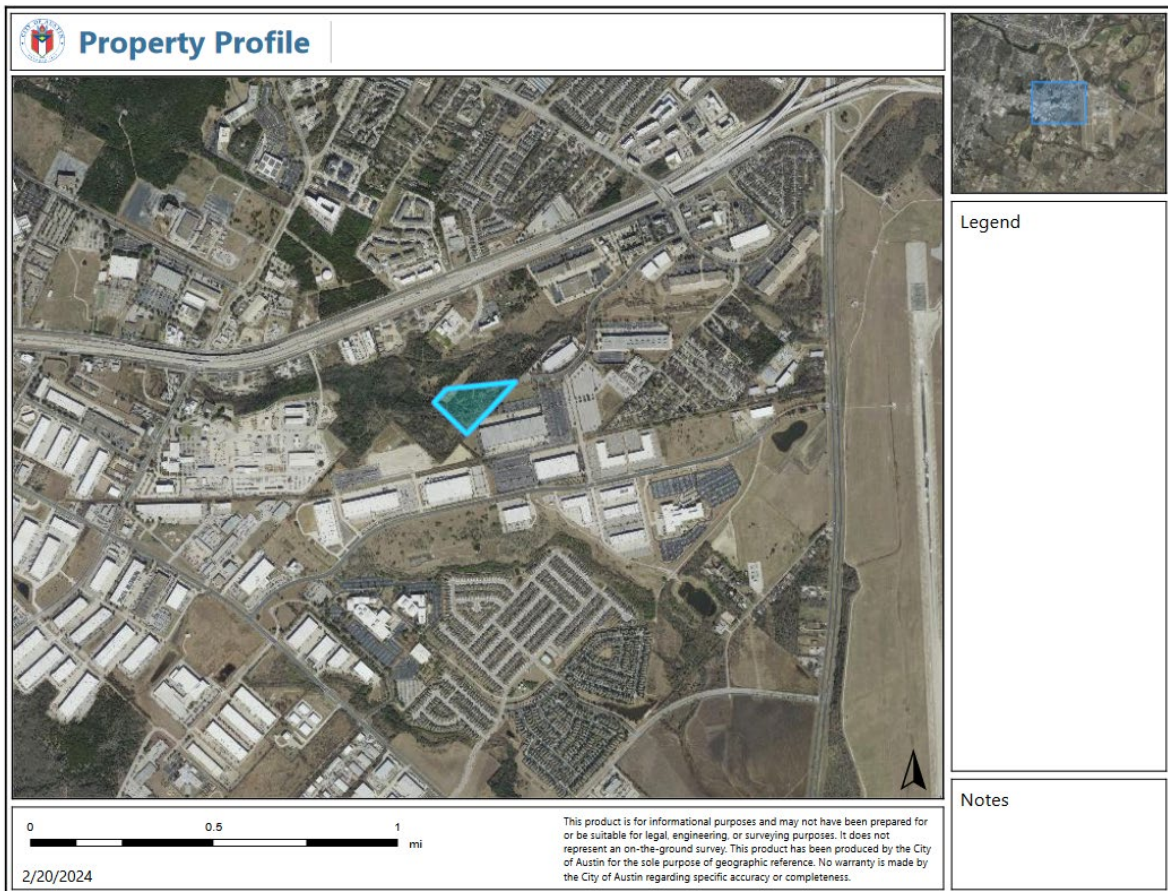 Property Profile
Legend
Notes
0 0.5 1
mi
2/20/2024
This product is for informational purposes and may not have been prepared for
or be suitable for legal, engineering, or surveying purposes. It does not
represent an on-the-ground survey. This product has been produced by the City
of Austin for the sole purpose of geographic reference. No warranty is made by
the City of Austin regarding specific accuracy or completeness.